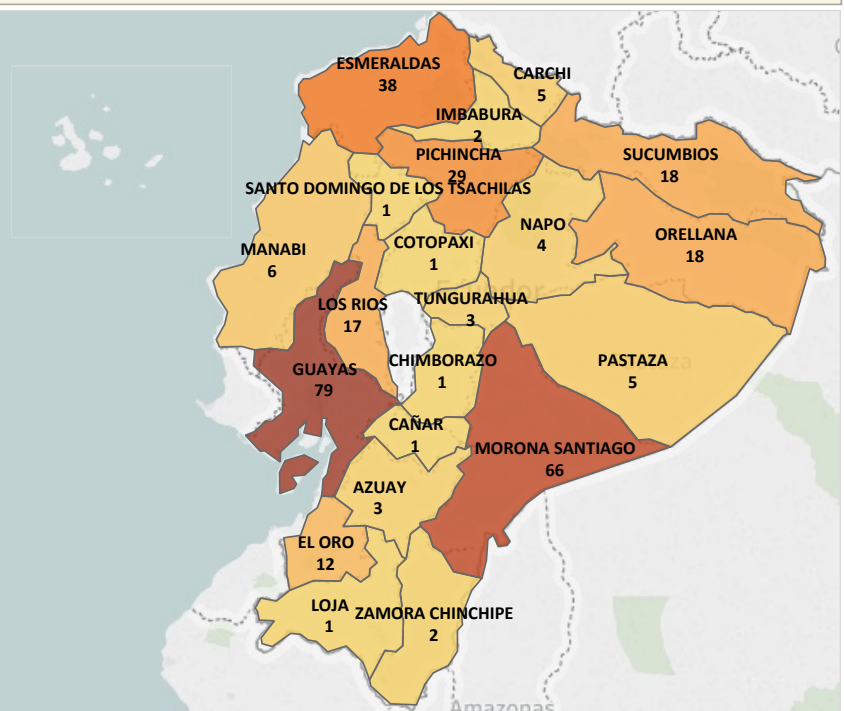 ESMERALDAS
38
CARCHI
5
IMBABURA
2
PICHINCHA
29
SUCUMBIOS
18
SANTO DOMINGO DE LOS TSACHILAS
1
NAPO
4
ORELLANA
18
COTOPAXI
1
MANABI
6
Ecuador
TUNGURAHUA
3
LOS RIOS
17
CHIMBORAZO
1
PASTAZA
5
GUAYAS
79
CAÑAR
1
MORONA SANTIAGO
66
AZUAY
3
EL ORO
12
LOJA
1
ZAMORA CHINCHIPE
2
Amazonas